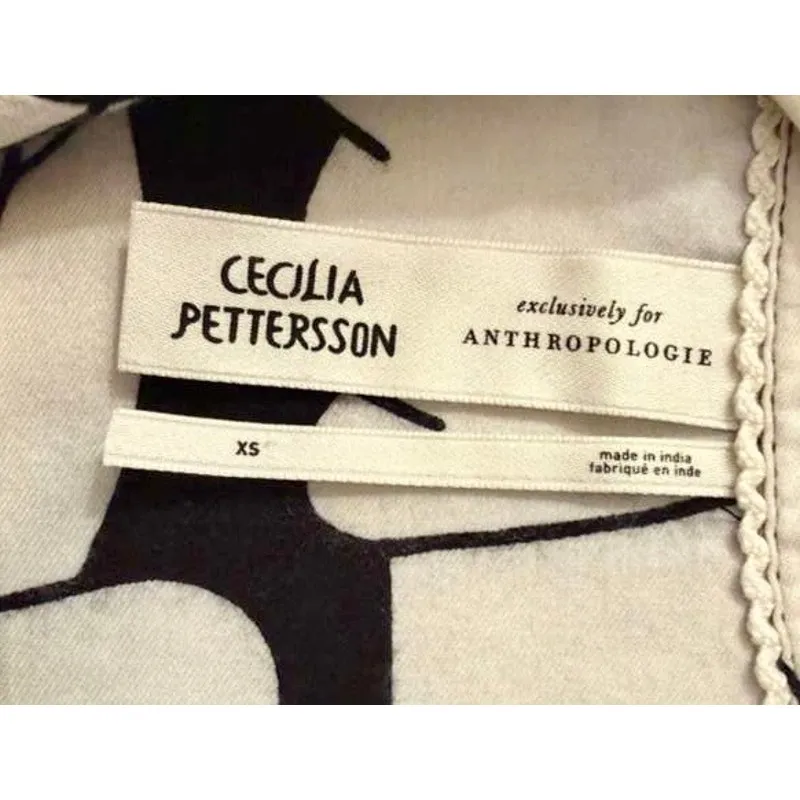 CECILIA
PETTERSSON
exclusively for
ANTHROPOLOGIE
XS
made in india
fabriqué en inde